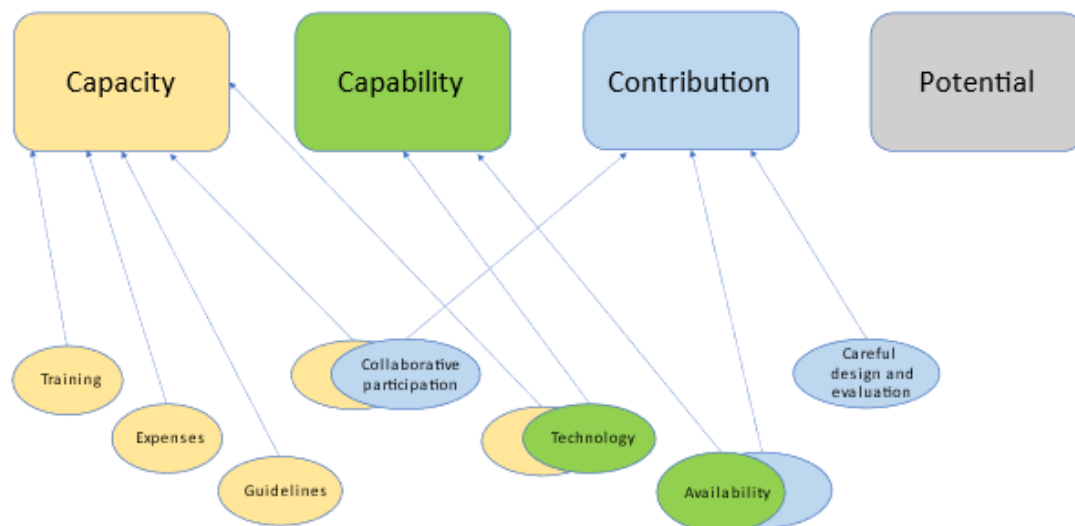 Capacity
Capability
Contribution
Potential
Training
Expenses
Guidelines
Collaborative
participation
Technology
Availability
Careful
design and
evaluation